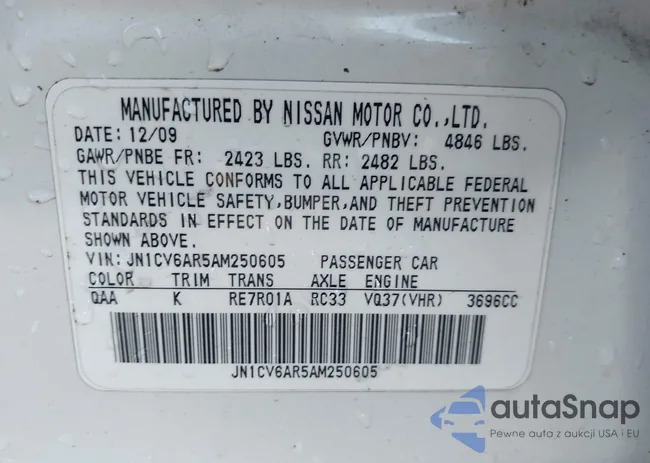 MANUFACTURED BY NISSAN MOTOR CO.,LTD.
DATE: 12/09 GVWR/PNBV: 4846 LBS.
GAWR/PNBE FR: 2423 LBS. RR: 2482 LBS.
THIS VEHICLE CONFORMS TO ALL APPLICABLE FEDERAL
MOTOR VEHICLE SAFETY,BUMPER,AND THEFT PREVENTION
STANDARDS IN EFFECT ON THE DATE OF MANUFACTURE
SHOWN ABOVE.
VIN: JN1CV6AR5AM250605 PASSENGER CAR
COLOR TRIM TRANS AXLE ENGINE
QAA K RE7R01A RC33 VQ37(VHR) 3696CC
JN1CV6AR5AM250605
autaSnap
Pewne auta z aukcji USA i EU